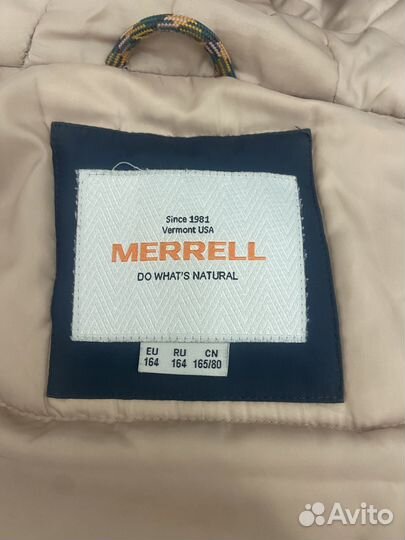 Since 1981
Vermont USA
MERRELL
DO WHAT'S NATURAL
EU RU CN
164 164 165/80
Avito